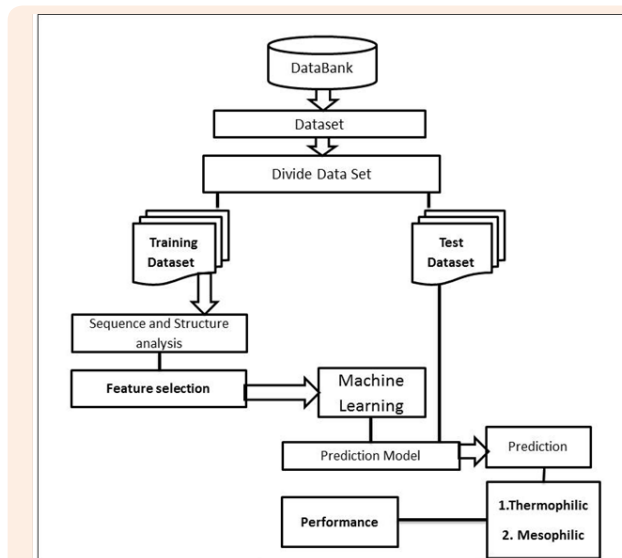 DataBank
Dataset
Divide Data Set
Training
Dataset
Test
Dataset
Sequence and Structure
analysis
Feature selection
Machine
Learning
Prediction Model
Prediction
1.Thermophilic
2. Mesophilic
Performance